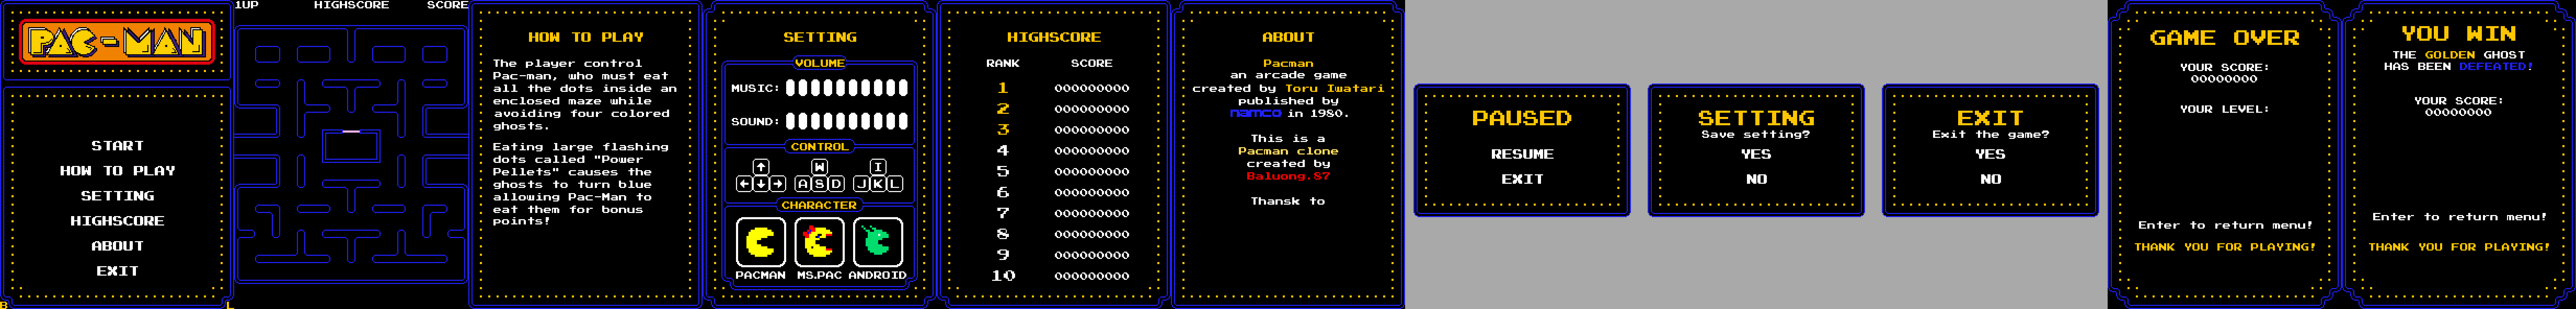 PAC-MAN
START
HOW TO PLAY
SETTING
HIGHSCORE
ABOUT
EXIT
B
L
1UP HIGHSCORE SCORE
HOW TO PLAY
The player control
Pac-man, who must eat
all the dots inside an
enclosed maze while
avoiding four colored
ghosts.
Eating large flashing
dots called "Power
Pellets" causes the
ghosts to turn blue
allowing Pac-Man to
eat them for bonus
points!
SETTING
VOLUME
MUSIC:
SOUND:
CONTROL
W I
A S D J K L
CHARACTER
PACMAN MS.PAC ANDROID
HIGHSCORE
RANK SCORE
1 000000000
2 000000000
3 000000000
4 000000000
5 000000000
6 000000000
7 000000000
8 000000000
9 000000000
10 000000000
ABOUT
Pacman
an arcade game
created by Toru Iwatari
published by
namco in 1980.
This is a
Pacman clone
created by
Baluong.87
Thansk to
PAUSED
RESUME
EXIT
SETTING
Save setting?
YES
NO
EXIT
Exit the game?
YES
NO
GAME OVER
YOUR SCORE:
00000000
YOUR LEVEL:
Enter to return menu!
THANK YOU FOR PLAYING!
YOU WIN
THE GOLDEN GHOST
HAS BEEN DEFEATED!
YOUR SCORE:
00000000
Enter to return menu!
THANK YOU FOR PLAYING!